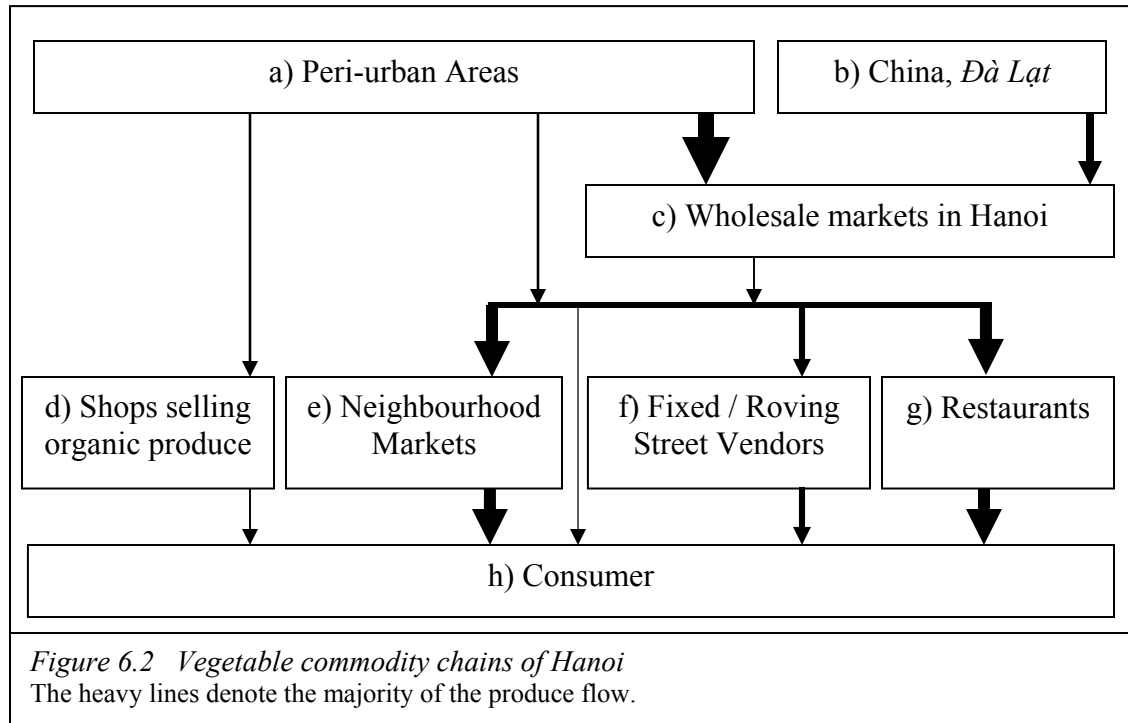 a) Peri-urban Areas
b) China, Đà Lạt
c) Wholesale markets in Hanoi
d) Shops selling
organic produce
e) Neighbourhood
Markets
f) Fixed / Roving
Street Vendors
g) Restaurants
h) Consumer
Figure 6.2 Vegetable commodity chains of Hanoi
The heavy lines denote the majority of the produce flow.